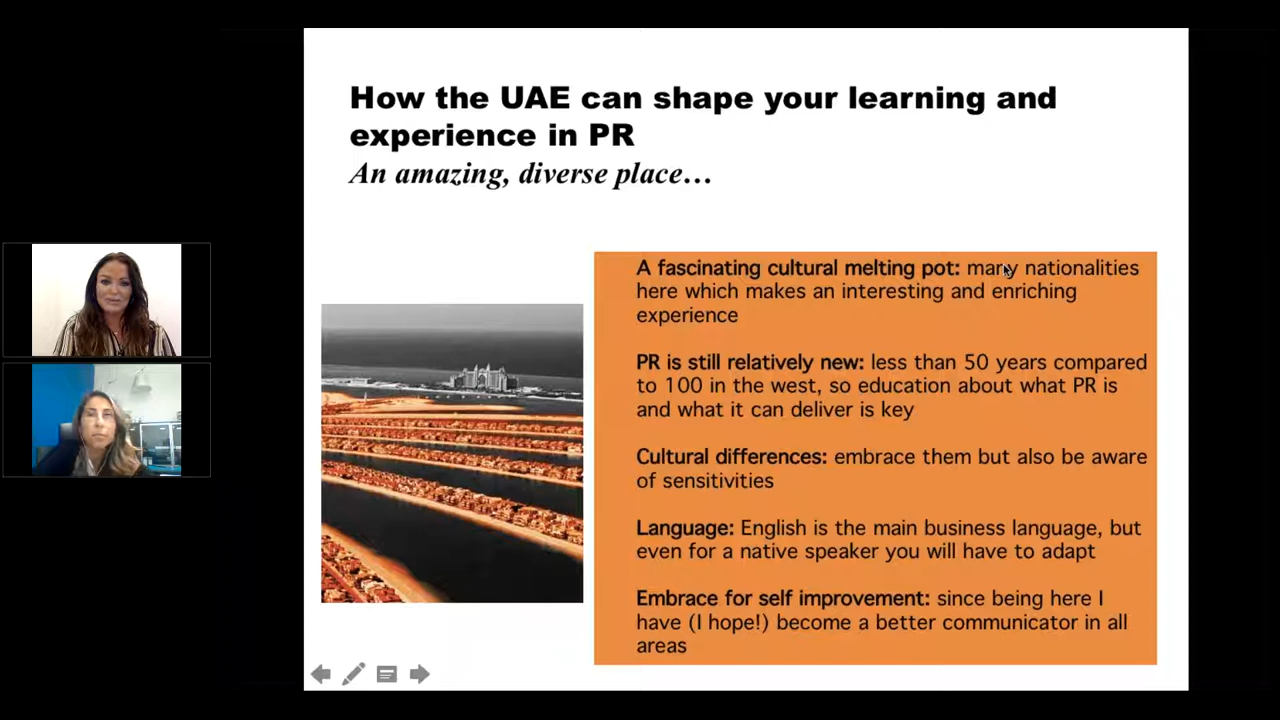 How the UAE can shape your learning and
experience in PR
An amazing, diverse place…
A fascinating cultural melting pot: many nationalities
here which makes an interesting and enriching
experience
PR is still relatively new: less than 50 years compared
to 100 in the west, so education about what PR is
and what it can deliver is key
Cultural differences: embrace them but also be aware
of sensitivities
Language: English is the main business language, but
even for a native speaker you will have to adapt
Embrace for self improvement: since being here I
have (I hope!) become a better communicator in all
areas